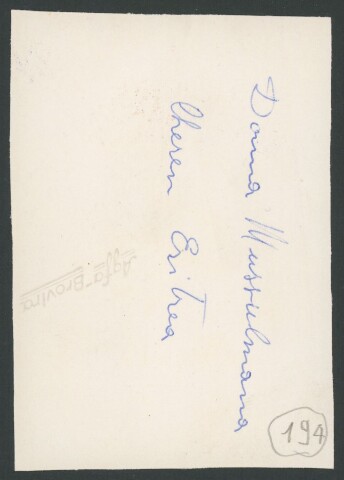 Donna Mussulmana
Cheren Eritrea
Agfa-Brovira
194